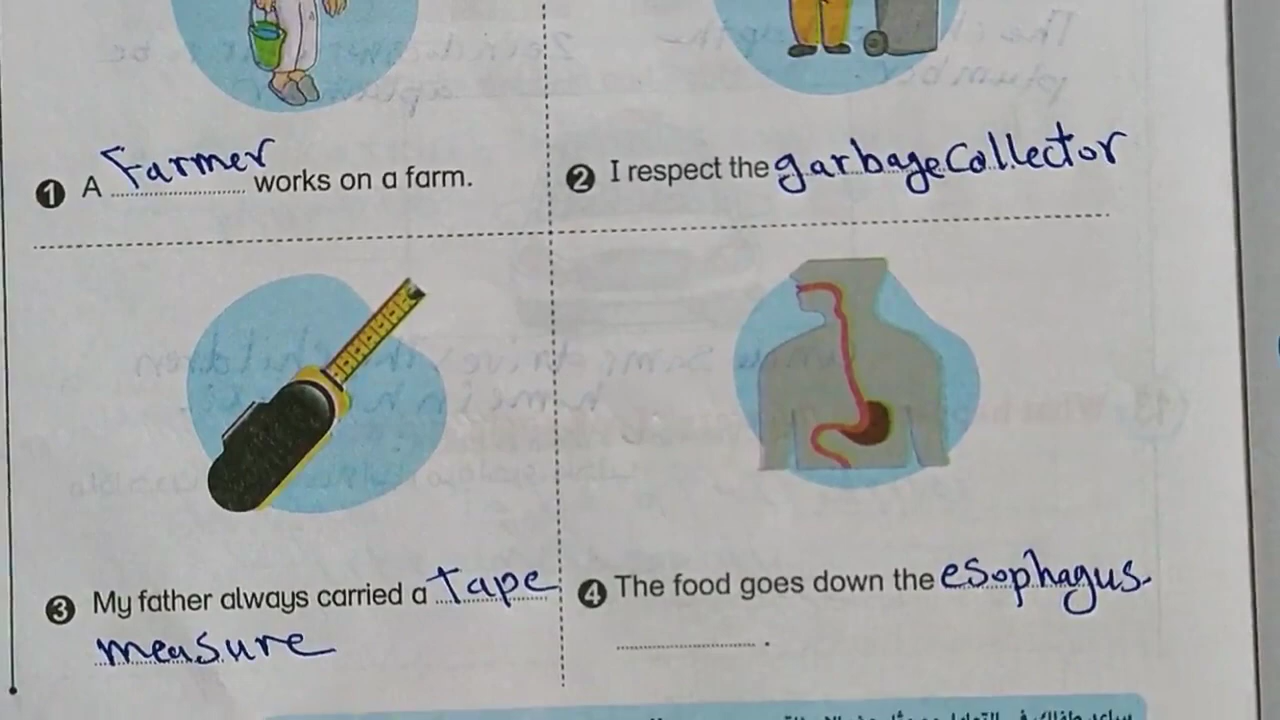 1 A Farmer works on a farm.
2 I respect the garbage Collector
3 My father always carried a tape
measure
4 The food goes down the esophagus.
.